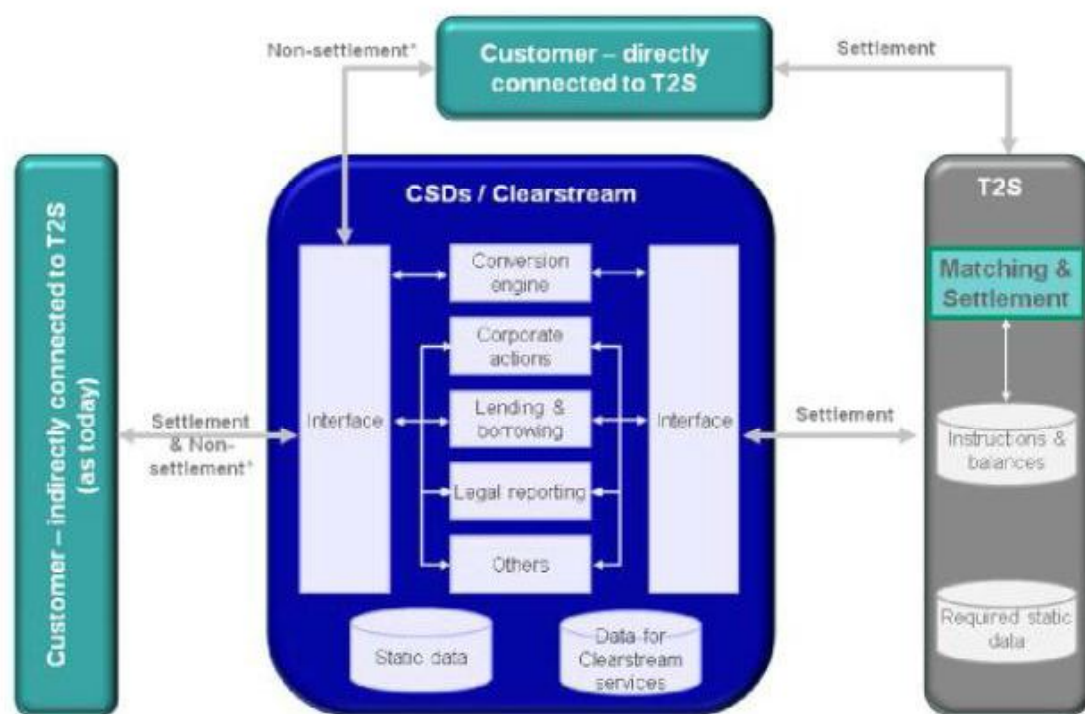 Non-settlement*
Customer – directly
connected to T2S
Settlement
Customer – indirectly connected to T2S
(as today)
CSDs / Clearstream
T2S
Conversion
engine
Matching &
Settlement
Corporate
actions
Settlement
& Non-
settlement*
Interface
Lending &
borrowing
Interface
Settlement
Instructions &
balances
Legal reporting
Others
Static data
Data for
Clearstream
services
Required static
data